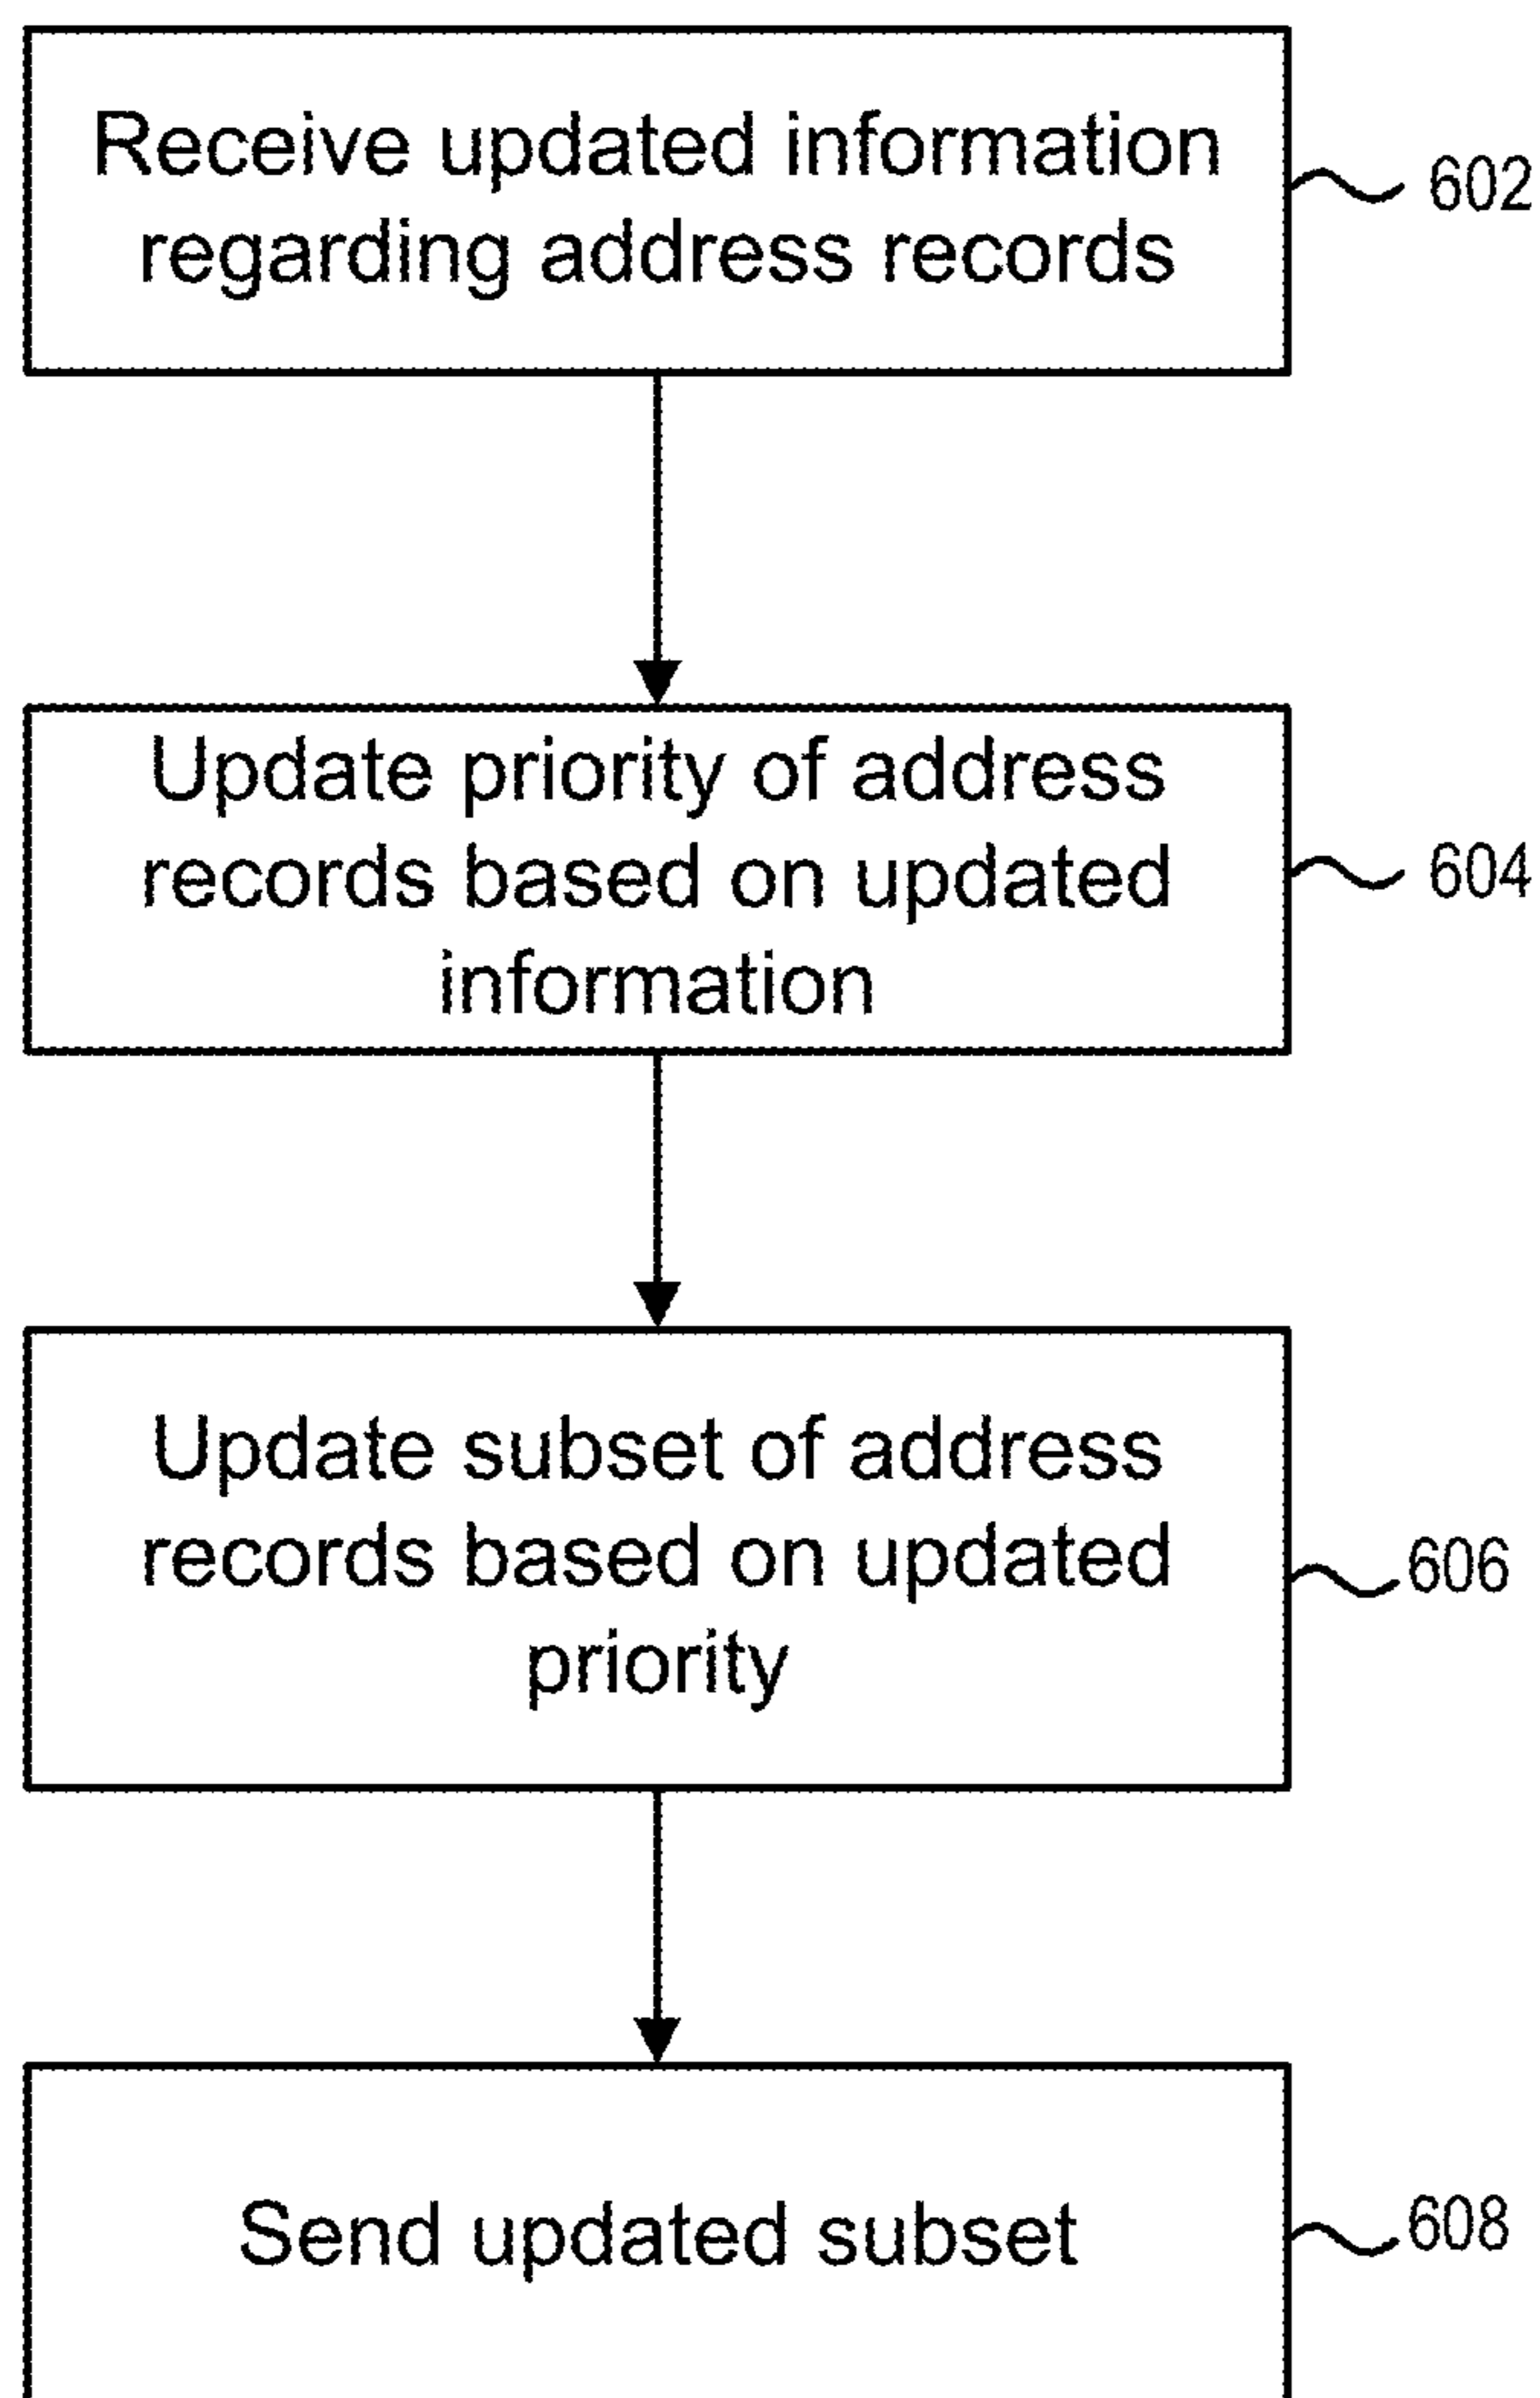 Receive updated information
regarding address records
602
Update priority of address
records based on updated
information
604
Update subset of address
records based on updated
priority
606
Send updated subset
608